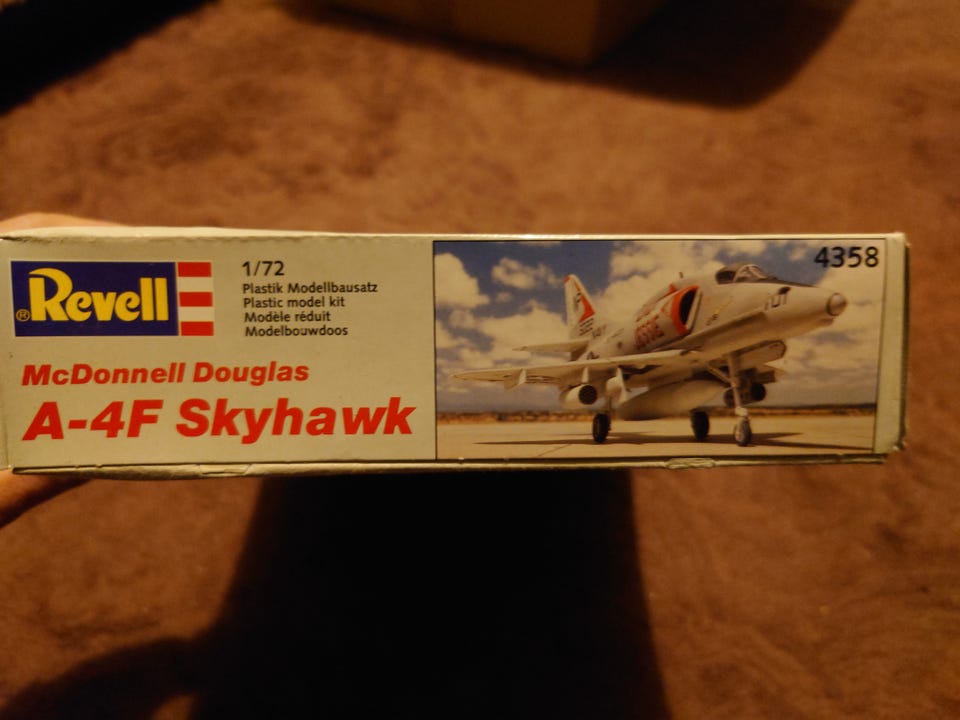 ®Revell
1/72
Plastik Modellbausatz
Plastic model kit
Modèle réduit
Modelbouwdoos
McDonnell Douglas
A-4F Skyhawk
4358